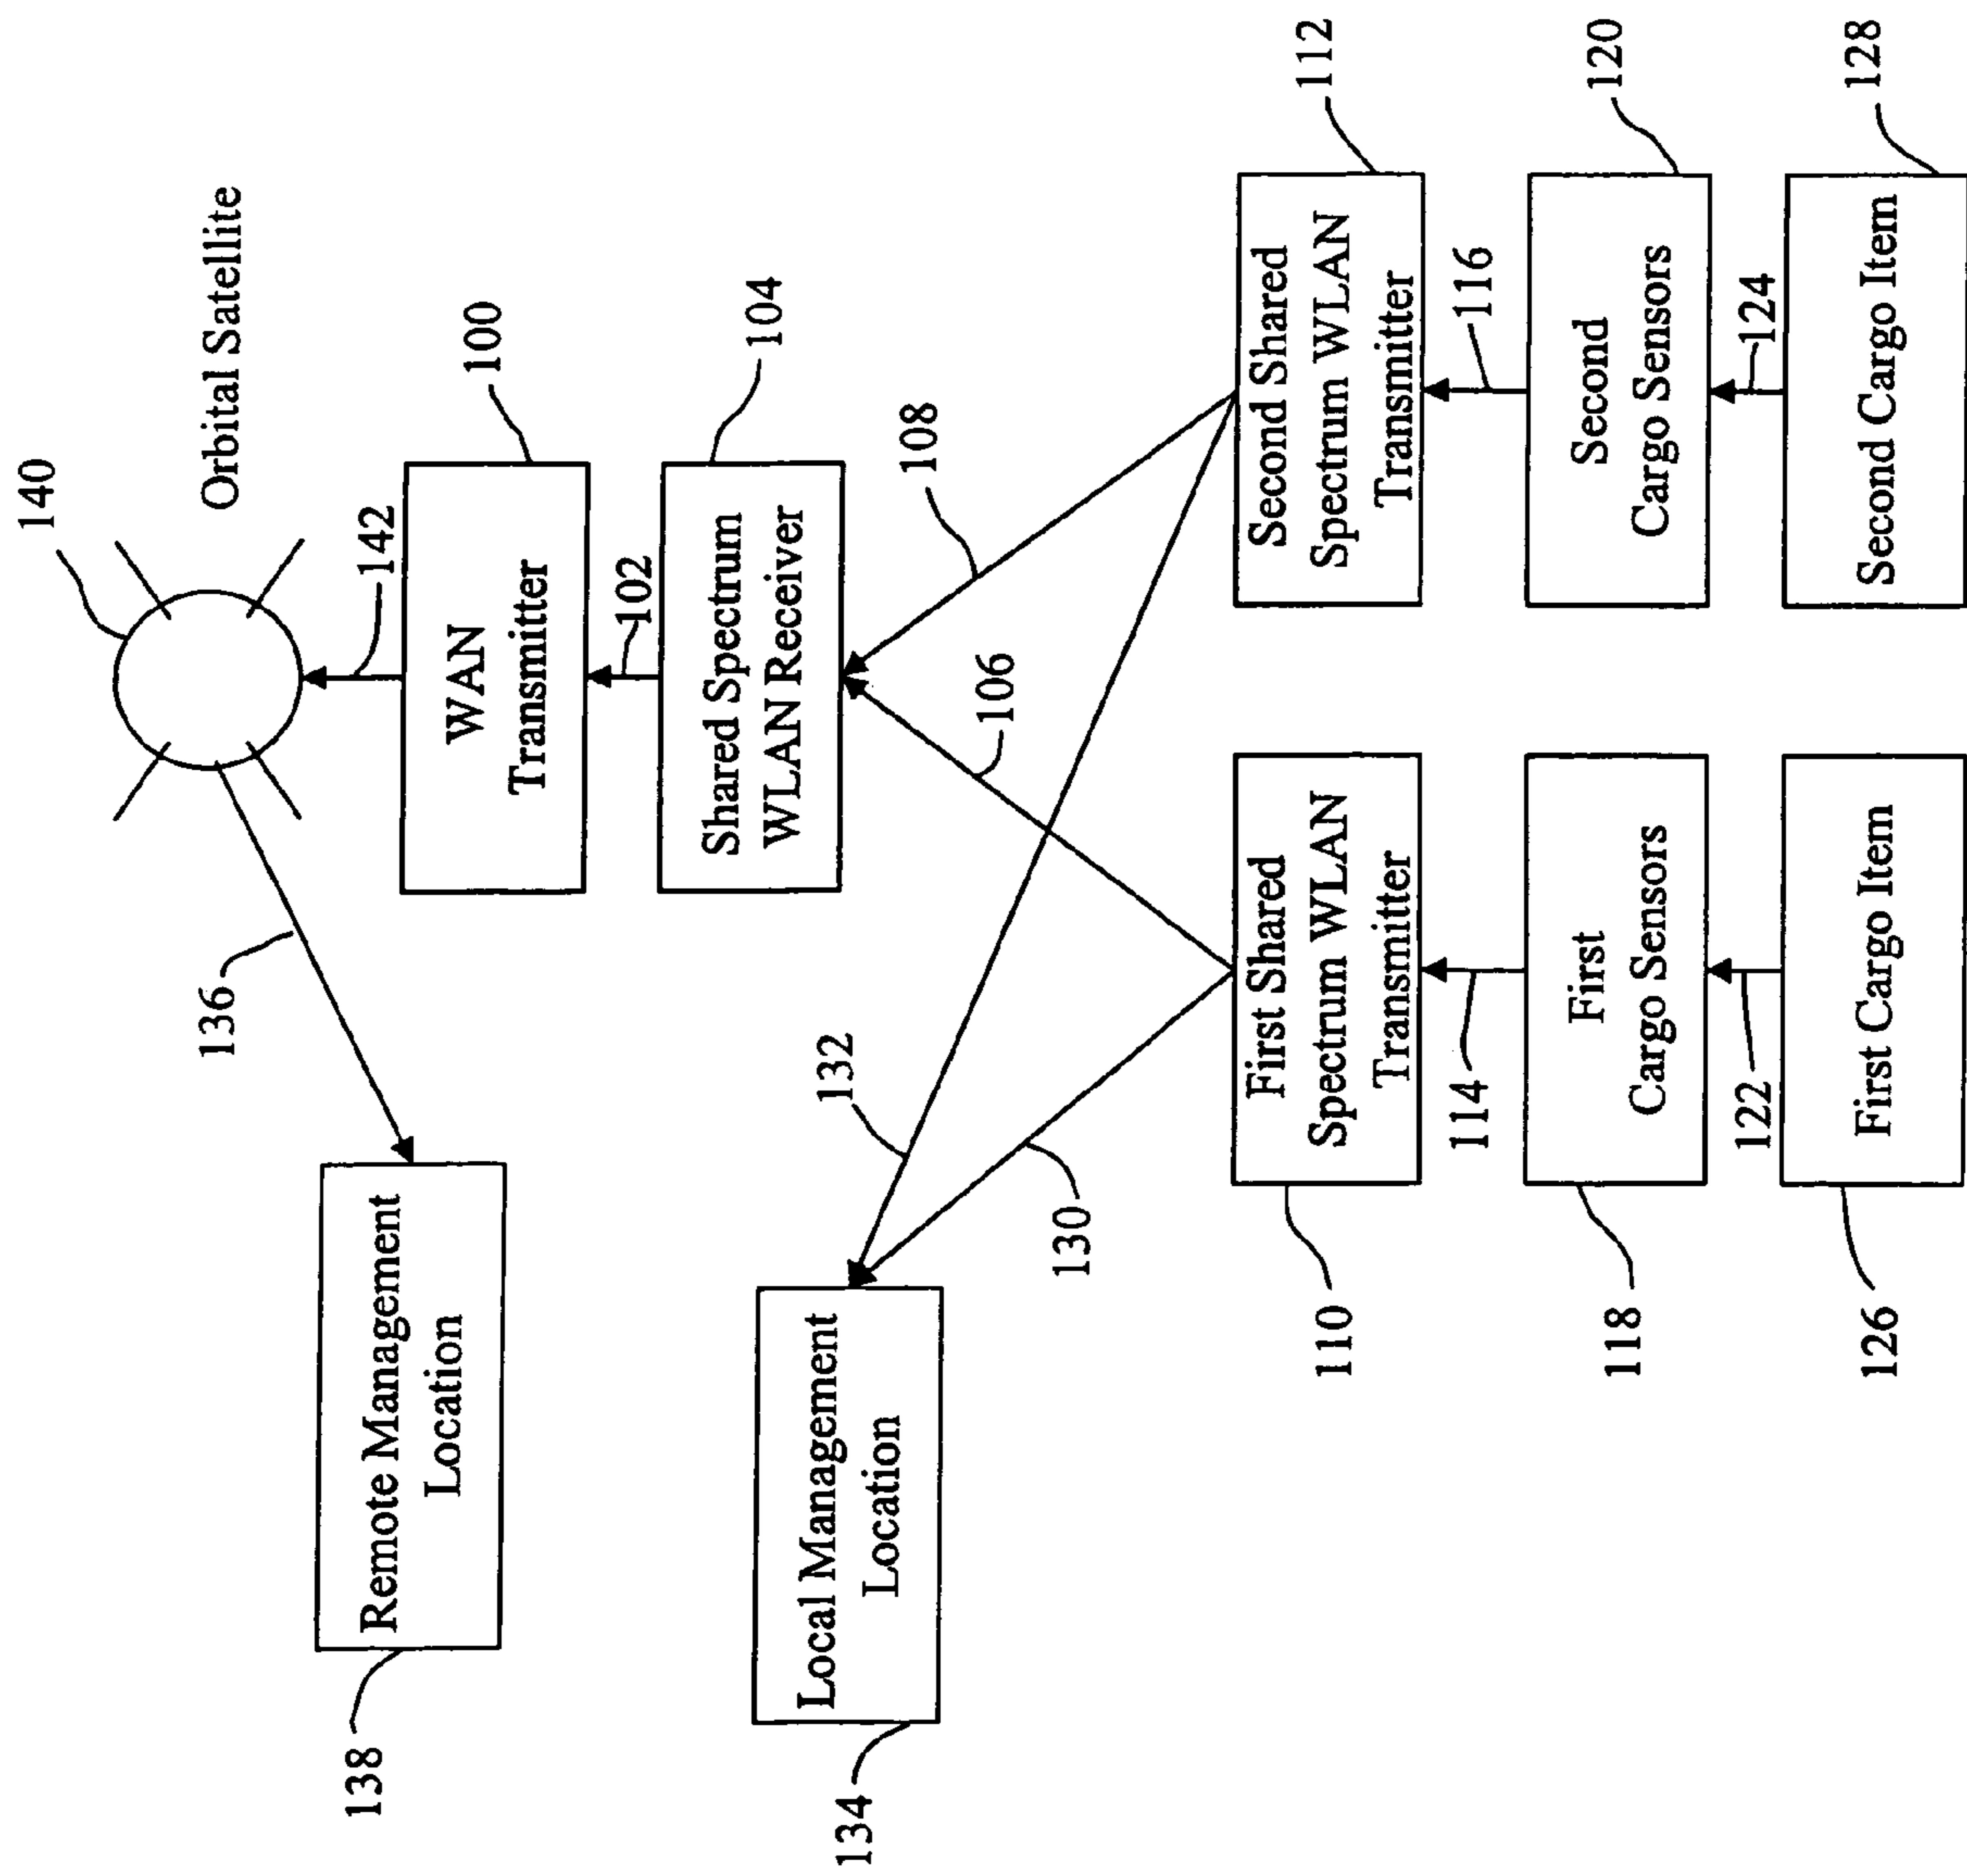 140
Orbital Satellite
142
136
WAN
Transmitter
100
102
138
Remote Management
Location
Shared Spectrum
WLAN Receiver
104
108
106
132
130
134
Local Management
Location
110
First Shared
Spectrum WLAN
Transmitter
Second Shared
Spectrum WLAN
Transmitter
112
114
116
118
First
Cargo Sensors
Second
Cargo Sensors
120
122
124
126
First Cargo Item
Second Cargo Item
128